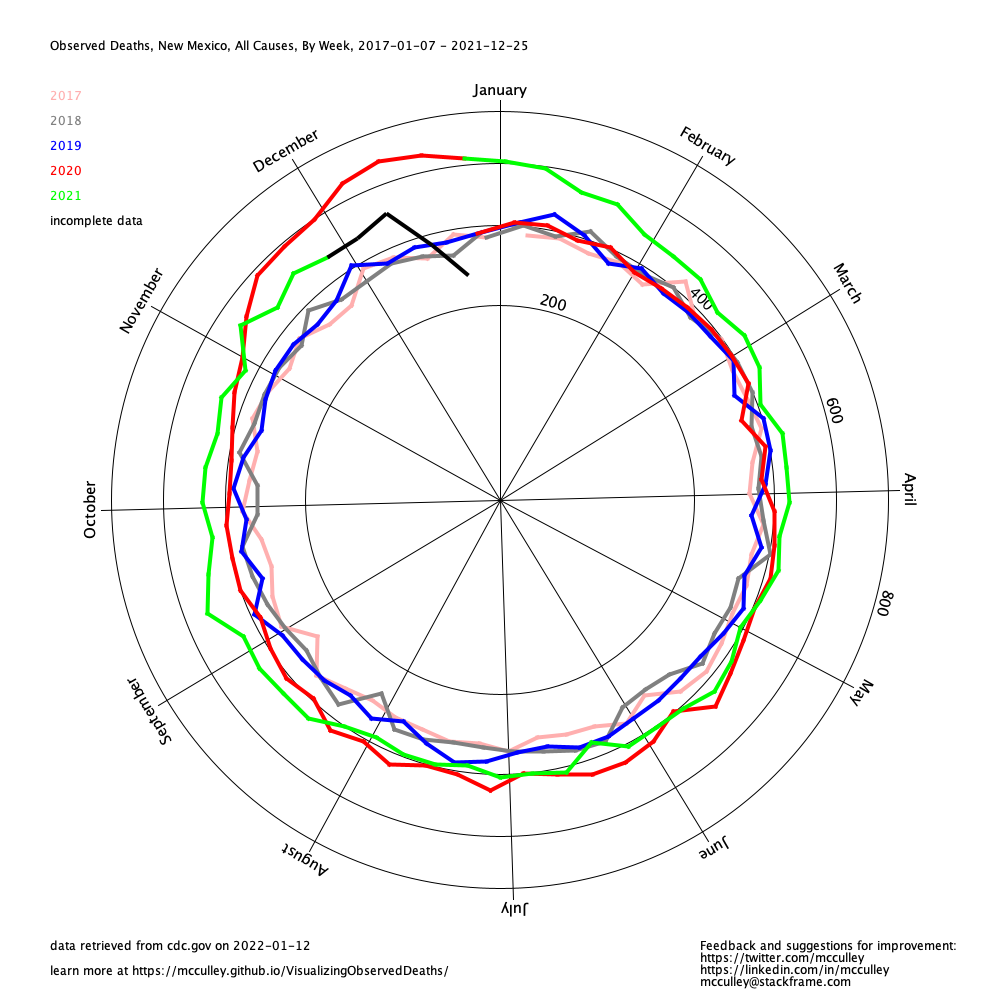 Observed Deaths, New Mexico, All Causes, By Week, 2017-01-07 - 2021-12-25
2017
2018
2019
2020
2021
incomplete data
January
February
March
April
May
June
July
August
September
October
November
December
200
400
600
800
data retrieved from cdc.gov on 2022-01-12
learn more at https://mcculley.github.io/VisualizingObservedDeaths/
Feedback and suggestions for improvement:
https://twitter.com/mcculley
https://linkedin.com/in/mcculley
mcculley@stackframe.com